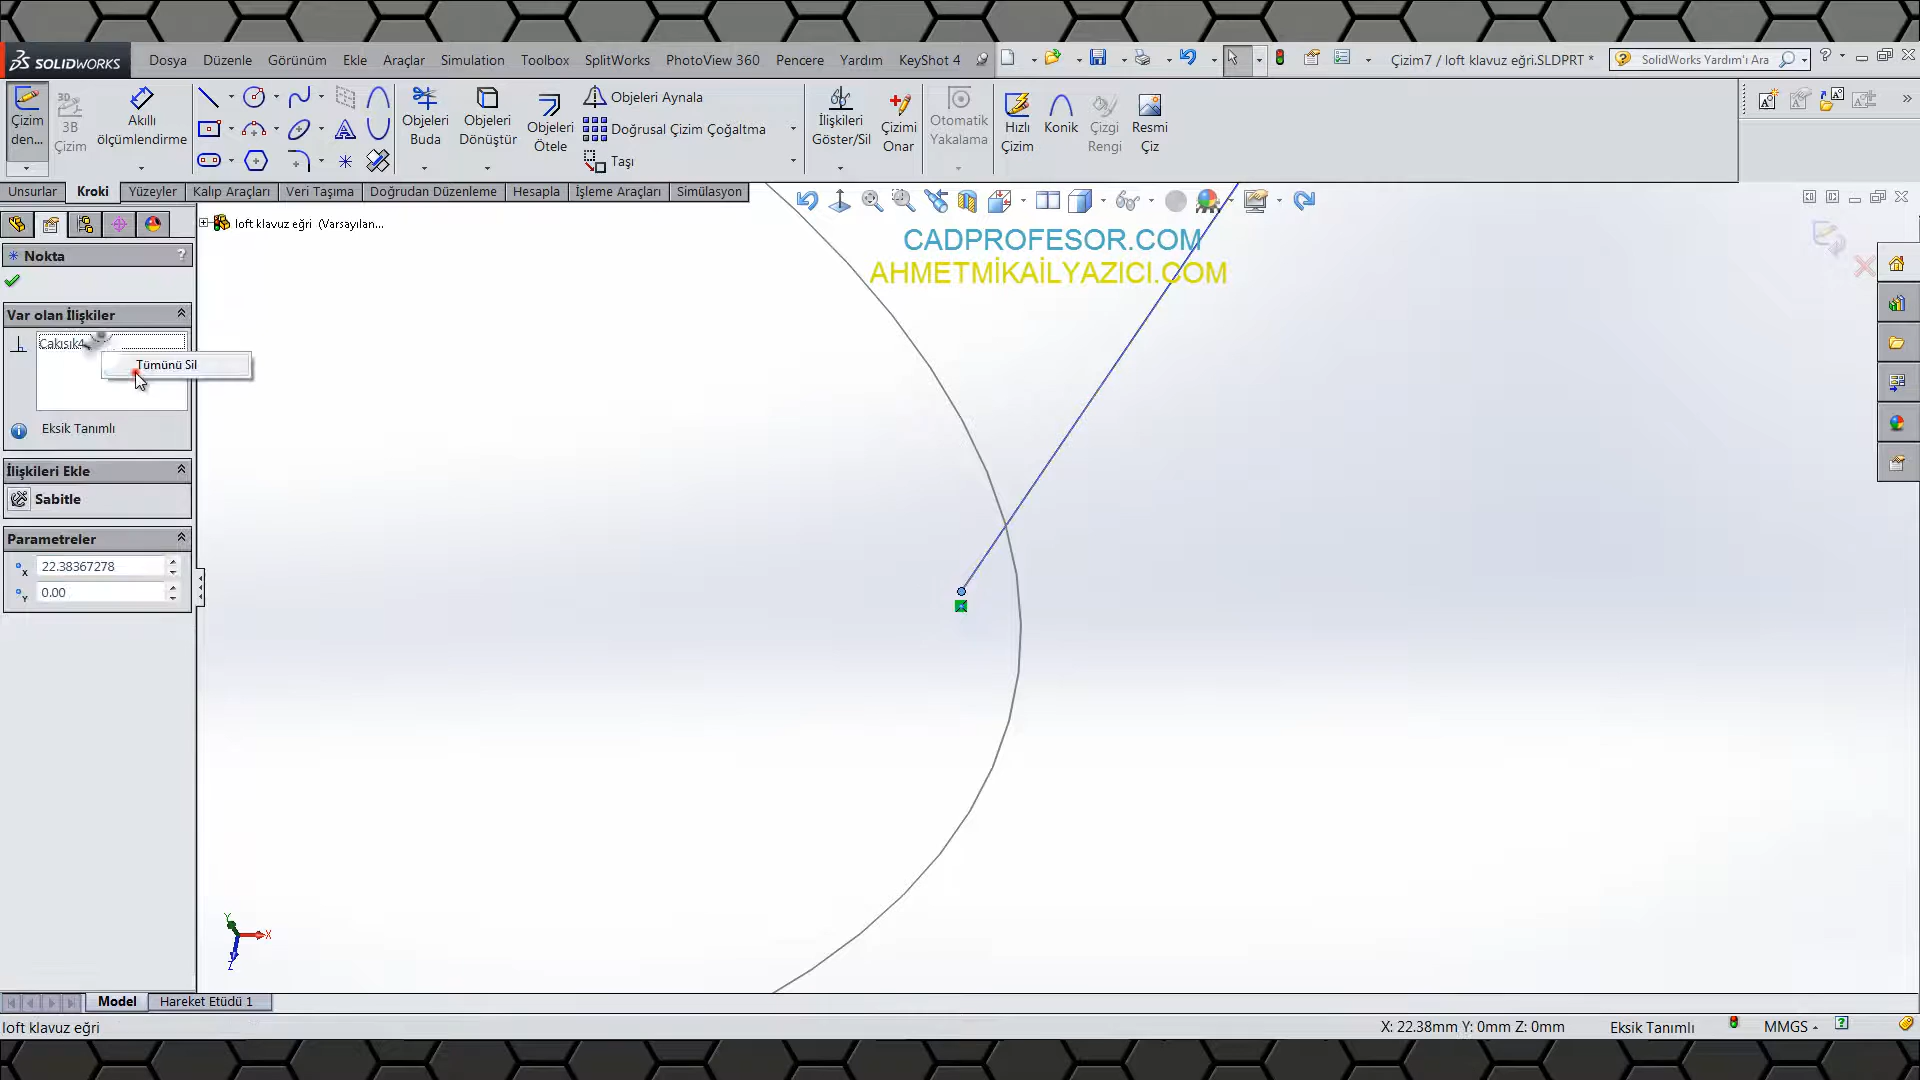 SOLIDWORKS
Dosya Düzenle Görünüm Ekle Araçlar Simulation Toolbox SplitWorks PhotoView 360 Pencere Yardım KeyShot 4
Çizim7 / loft klavuz eğri.SLDPRT *
SolidWorks Yardım'ı Ara
Çizim den...
3B Çizim
Akıllı ölçümlendirme
Objeleri Buda
Objeleri Dönüştür
Objeleri Ötele
Objeleri Aynala
Doğrusal Çizim Çoğaltma
Taşı
İlişkileri Göster/Sil
Çizimi Onar
Otomatik Yakalama
Hızlı Çizim
Konik
Çizgi Rengi
Resmi Çiz
Unsurlar Kroki Yüzeyler Kalıp Araçları Veri Taşıma Doğrudan Düzenleme Hesapla İşleme Araçları Simülasyon
loft klavuz eğri (Varsayılan...
CADPROFESOR.COM
AHMETMİKAİLYAZICI.COM
Nokta
?
Var olan İlişkiler
Çakışık4
Tümünü Sil
Eksik Tanımlı
İlişkileri Ekle
Sabitle
Parametreler
X 22.38367278
Y 0.00
Y
X
Z
Model Hareket Etüdü 1
loft klavuz eğri
X: 22.38mm Y: 0mm Z: 0mm Eksik Tanımlı MMGS